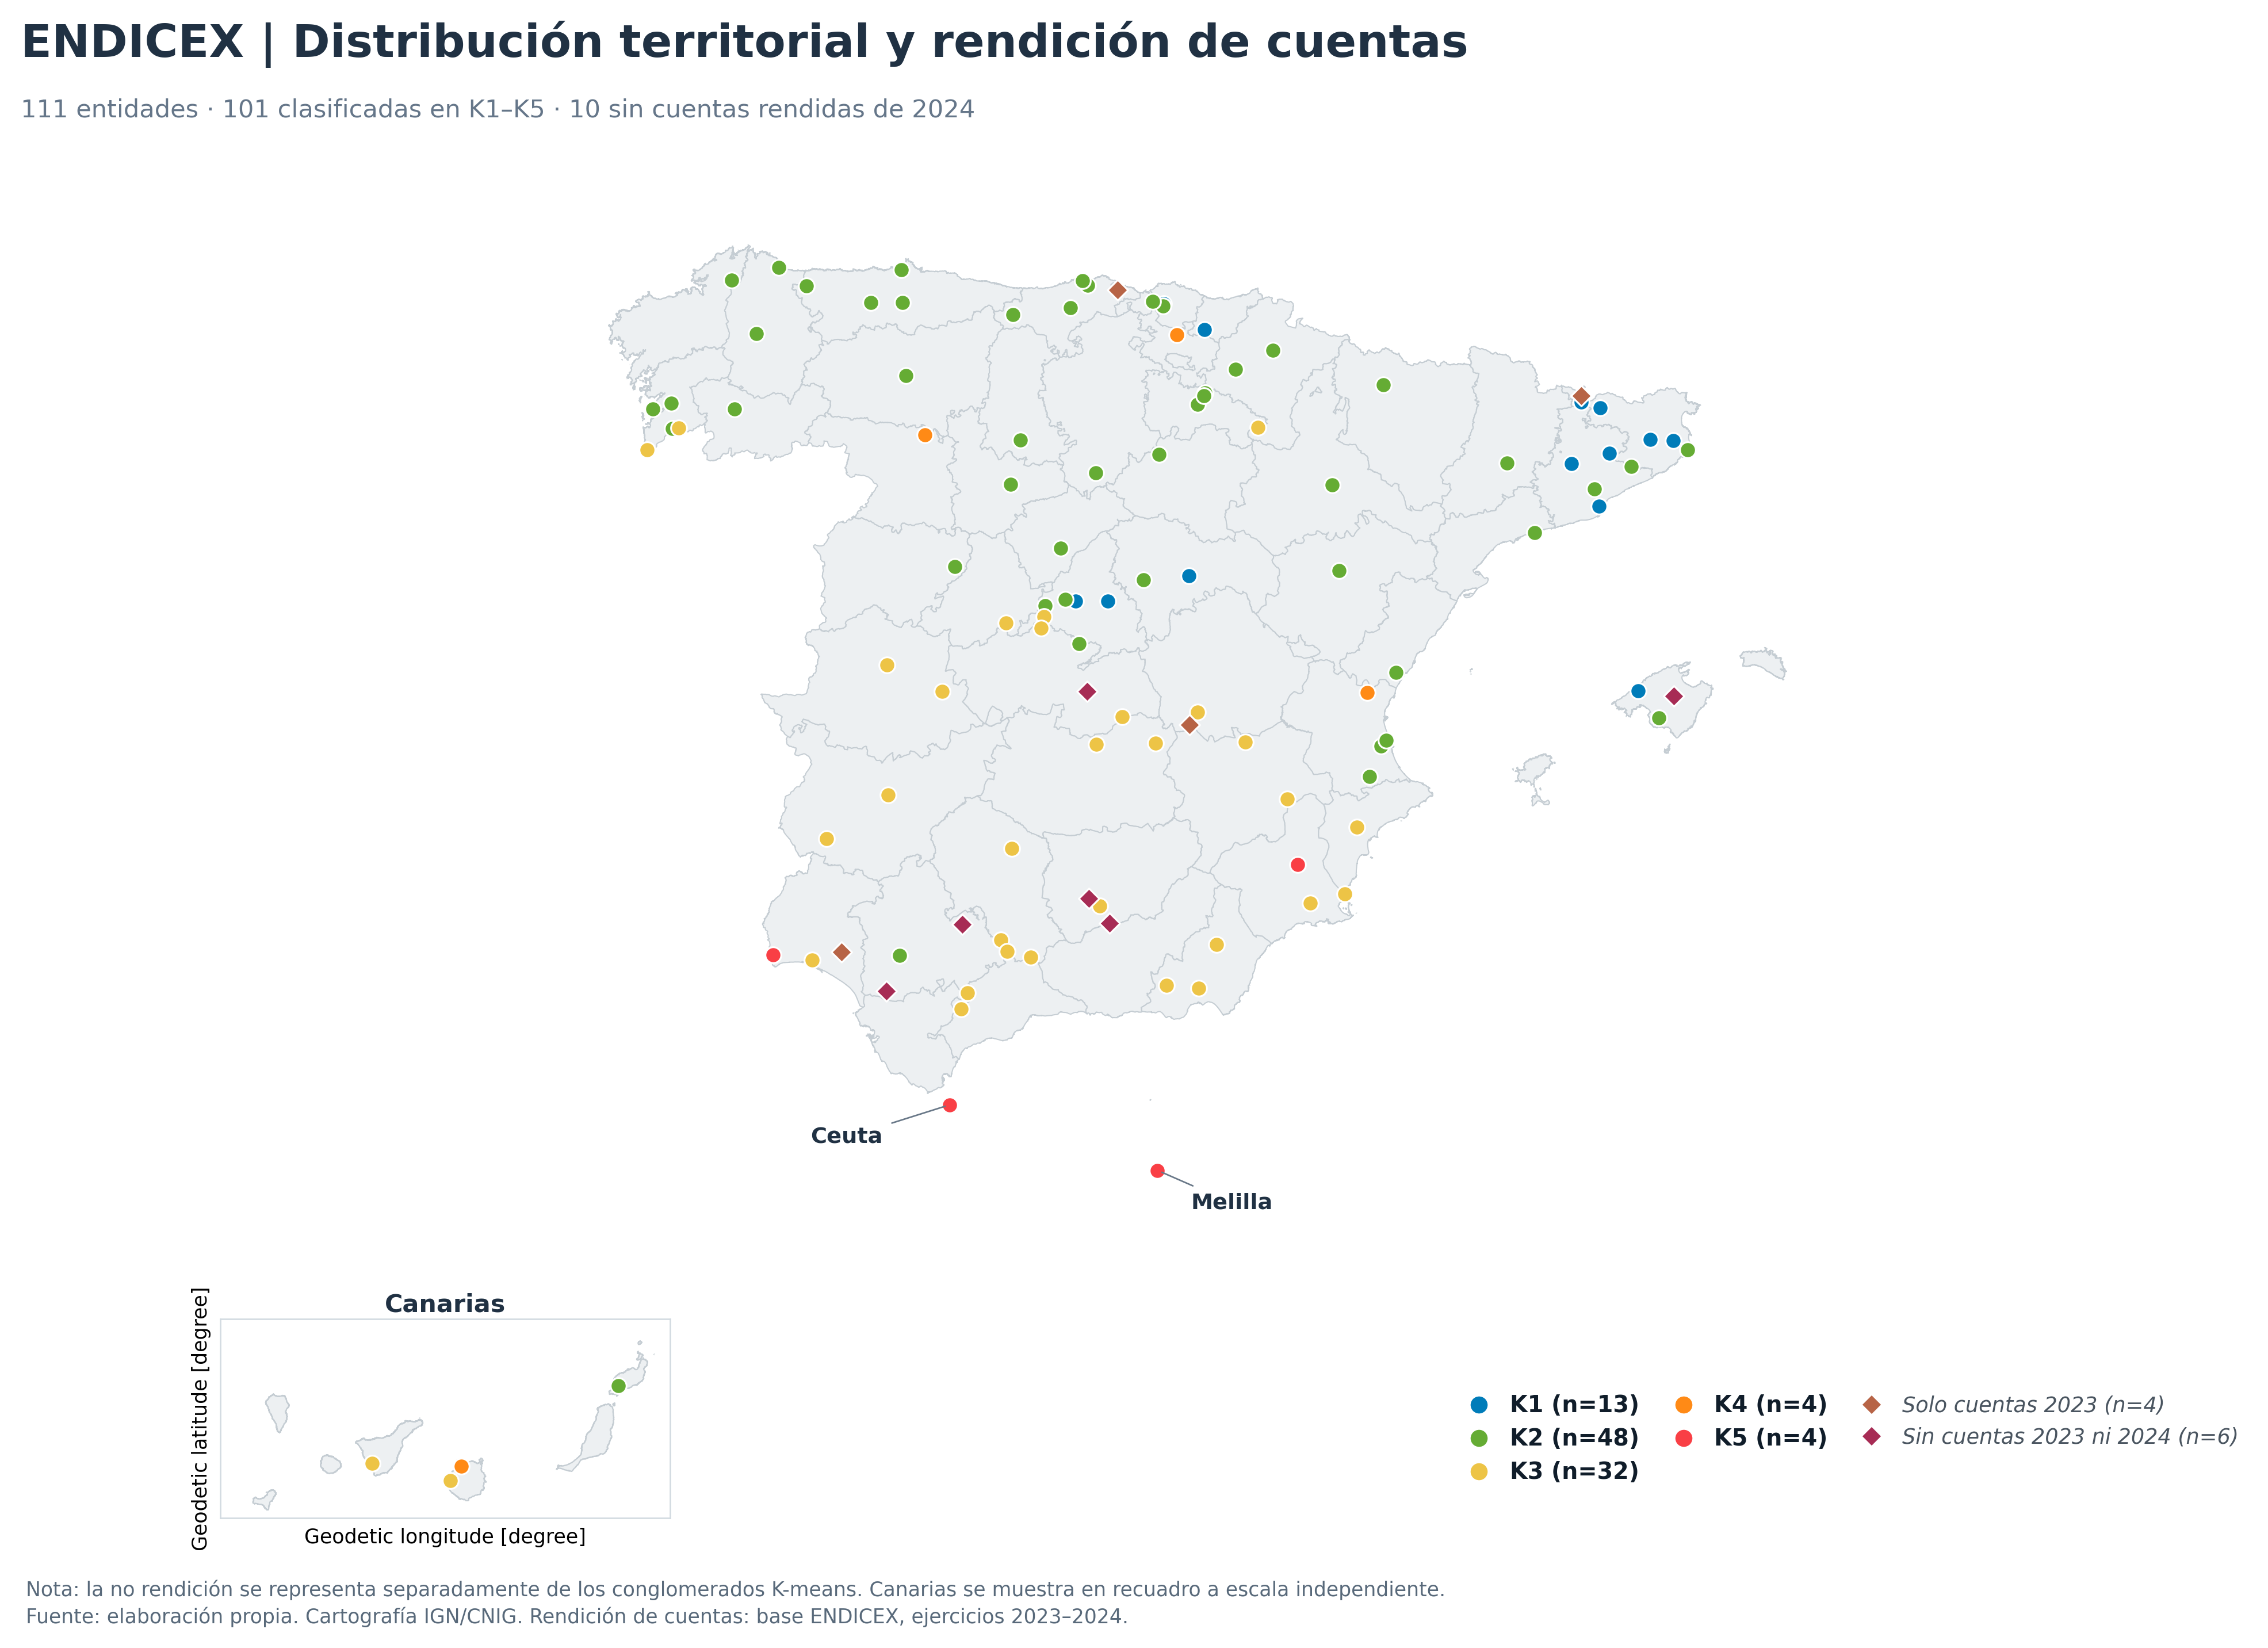 ENDICEX | Distribución territorial y rendición de cuentas
111 entidades · 101 clasificadas en K1–K5 · 10 sin cuentas rendidas de 2024
Ceuta
Melilla
Canarias
Geodetic latitude [degree]
Geodetic longitude [degree]
K1 (n=13)
K2 (n=48)
K3 (n=32)
K4 (n=4)
K5 (n=4)
Solo cuentas 2023 (n=4)
Sin cuentas 2023 ni 2024 (n=6)
Nota: la no rendición se representa separadamente de los conglomerados K-means. Canarias se muestra en recuadro a escala independiente.
Fuente: elaboración propia. Cartografía IGN/CNIG. Rendición de cuentas: base ENDICEX, ejercicios 2023–2024.